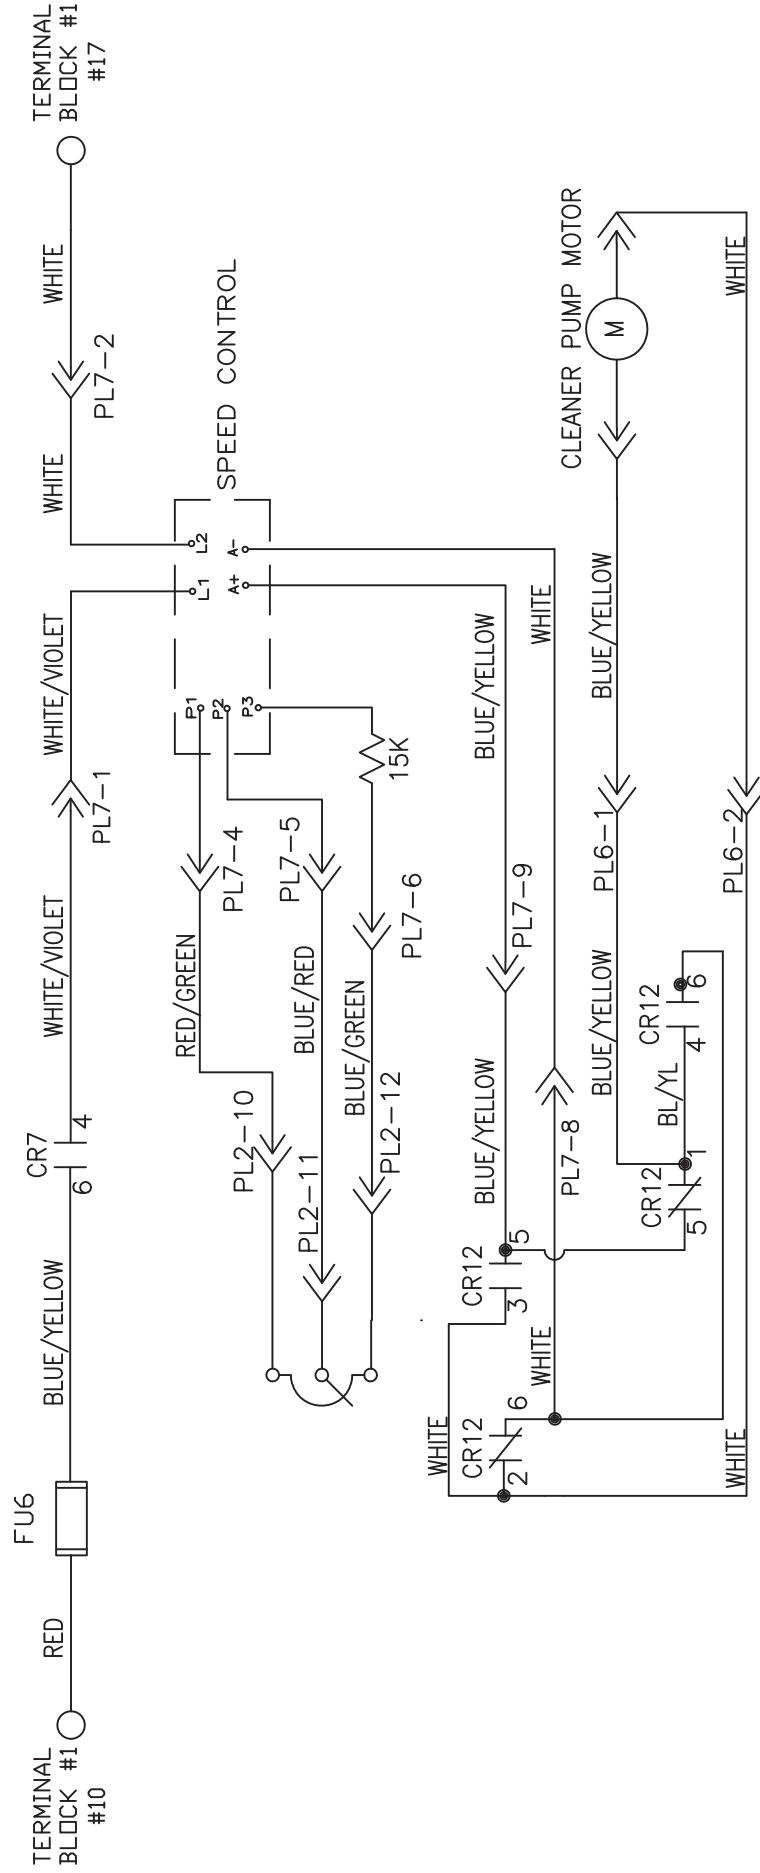 TERMINAL
BLOCK #1
#10
RED
FU6
BLUE/YELLOW
6
CR7
4
WHITE/VIOLET
PL7-1
WHITE/VIOLET
WHITE
PL7-2
WHITE
TERMINAL
BLOCK #1
#17
L1
L2
A+
A-
P1
P2
P3
SPEED CONTROL
RED/GREEN
PL7-4
PL2-10
BLUE/RED
PL7-5
PL2-11
BLUE/GREEN
PL7-6
PL2-12
15K
WHITE
CR12
3
5
BLUE/YELLOW
PL7-9
BLUE/YELLOW
CR12
2
6
WHITE
PL7-8
WHITE
CR12
5
1
BL/YL
CR12
4
6
BLUE/YELLOW
PL6-1
BLUE/YELLOW
CLEANER PUMP MOTOR
M
WHITE
PL6-2
WHITE